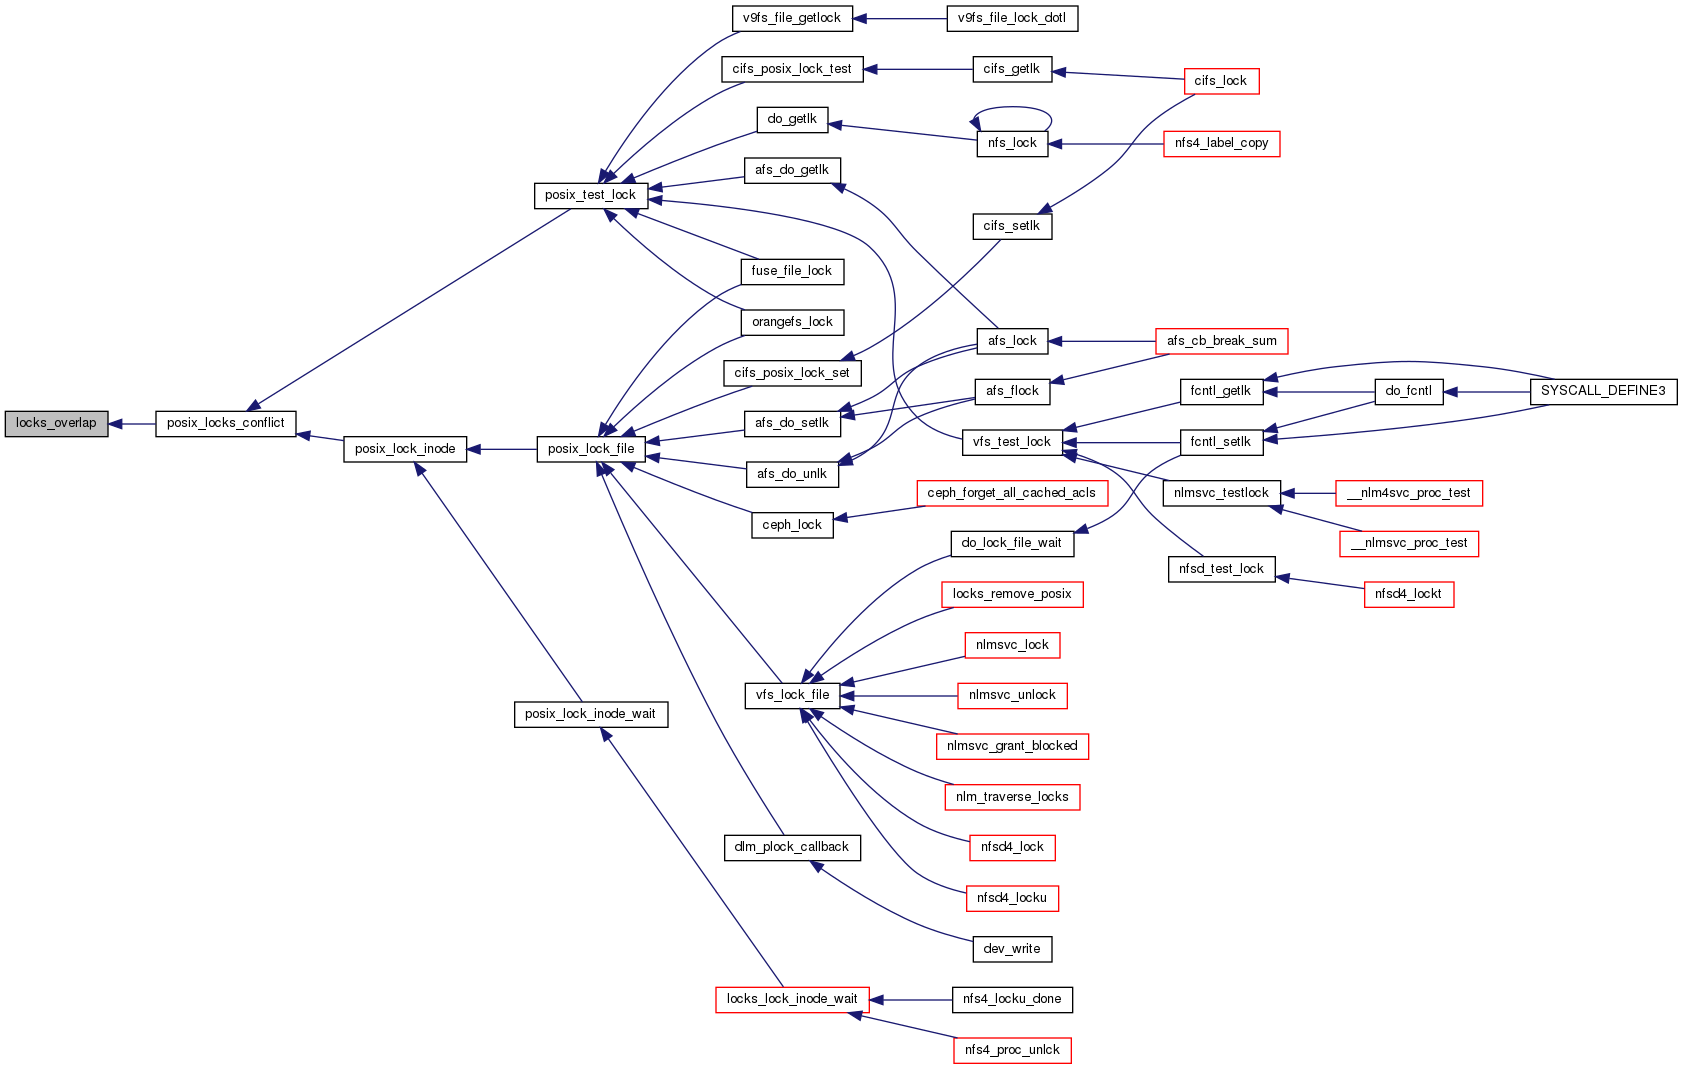 v9fs_file_getlock
v9fs_file_lock_dotl
cifs_posix_lock_test
cifs_getlk
cifs_lock
do_getlk
nfs_lock
nfs4_label_copy
afs_do_getlk
posix_test_lock
cifs_setlk
fuse_file_lock
orangefs_lock
afs_lock
afs_cb_break_sum
cifs_posix_lock_set
afs_flock
fcntl_getlk
do_fcntl
SYSCALL_DEFINE3
locks_overlap
posix_locks_conflict
afs_do_setlk
posix_lock_inode
posix_lock_file
vfs_test_lock
fcntl_setlk
afs_do_unlk
ceph_forget_all_cached_acls
nlmsvc_testlock
__nlm4svc_proc_test
ceph_lock
do_lock_file_wait
__nlmsvc_proc_test
nfsd_test_lock
locks_remove_posix
nfsd4_lockt
nlmsvc_lock
vfs_lock_file
nlmsvc_unlock
posix_lock_inode_wait
nlmsvc_grant_blocked
nlm_traverse_locks
dlm_plock_callback
nfsd4_lock
nfsd4_locku
dev_write
locks_lock_inode_wait
nfs4_locku_done
nfs4_proc_unlck